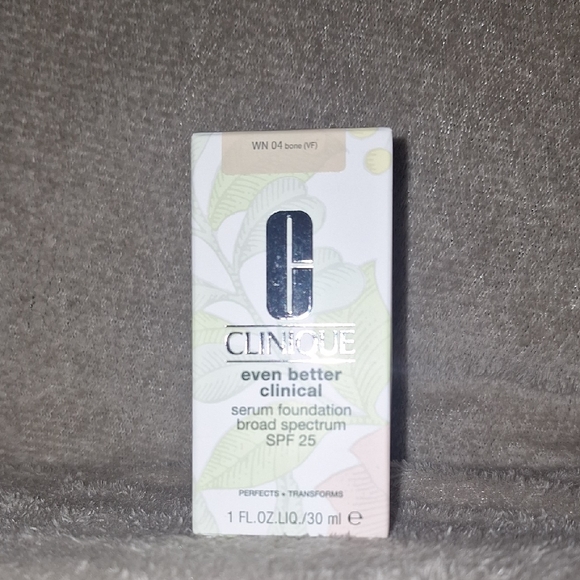 WN 04 bone (VF)
C
CLINIQUE
even better
clinical
serum foundation
broad spectrum
SPF 25
PERFECTS • TRANSFORMS
1 FL.OZ.LIQ./30 ml ℮